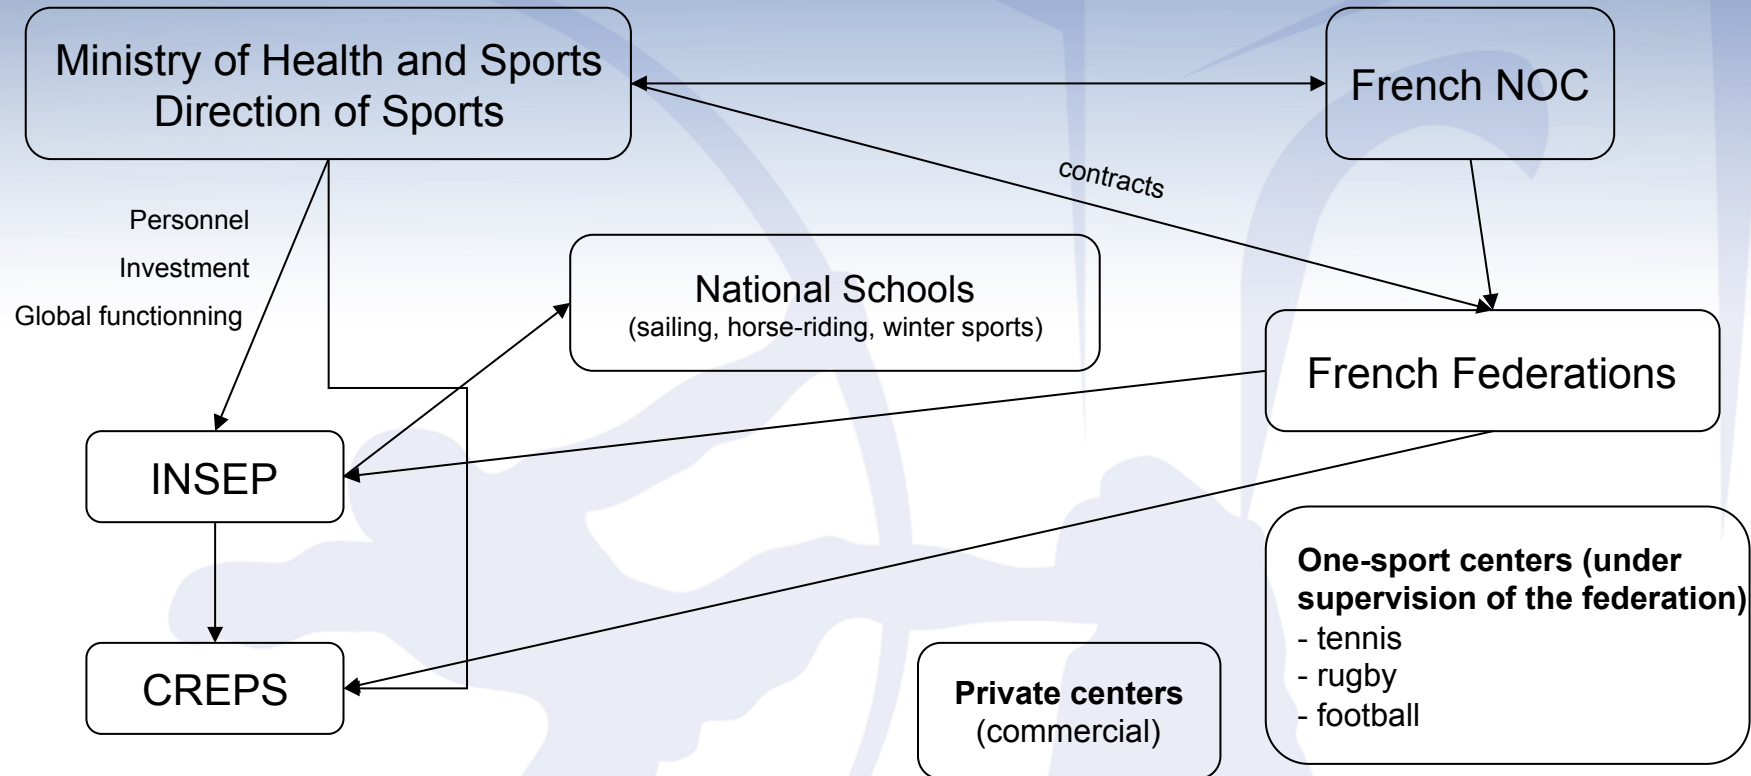 Ministry of Health and Sports
Direction of Sports
French NOC
contracts
Personnel
Investment
Global functionning
National Schools
(sailing, horse-riding, winter sports)
French Federations
INSEP
One-sport centers (under
supervision of the federation)
- tennis
- rugby
- football
CREPS
Private centers
(commercial)